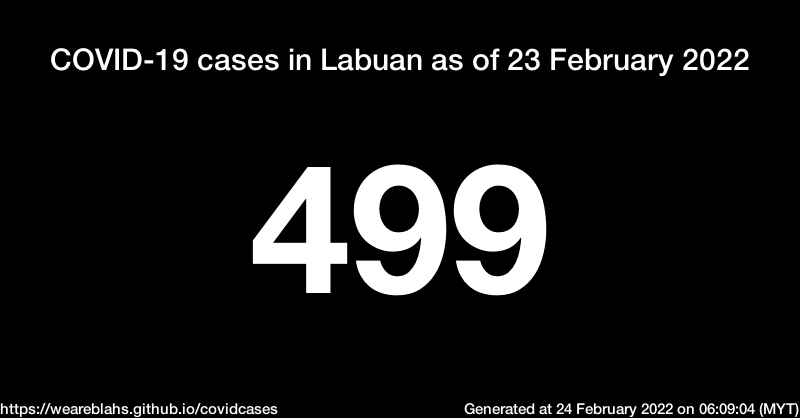 COVID-19 cases in Labuan as of 23 February 2022
499
https://weareblahs.github.io/covidcases
Generated at 24 February 2022 on 06:09:04 (MYT)